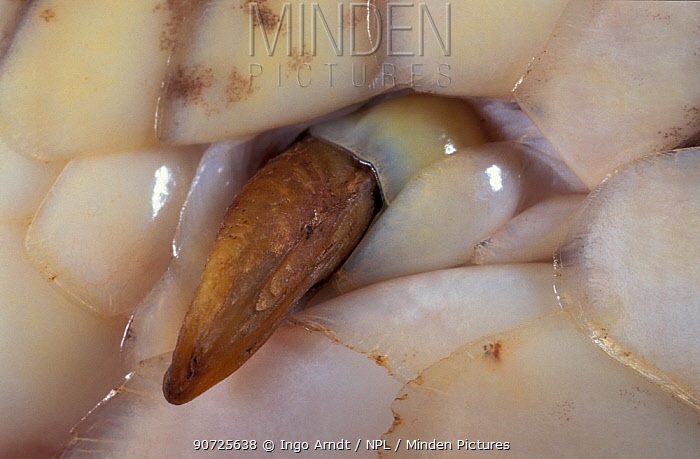 MINDEN
PICTURES
90725638 © Ingo Arndt / NPL / Minden Pictures